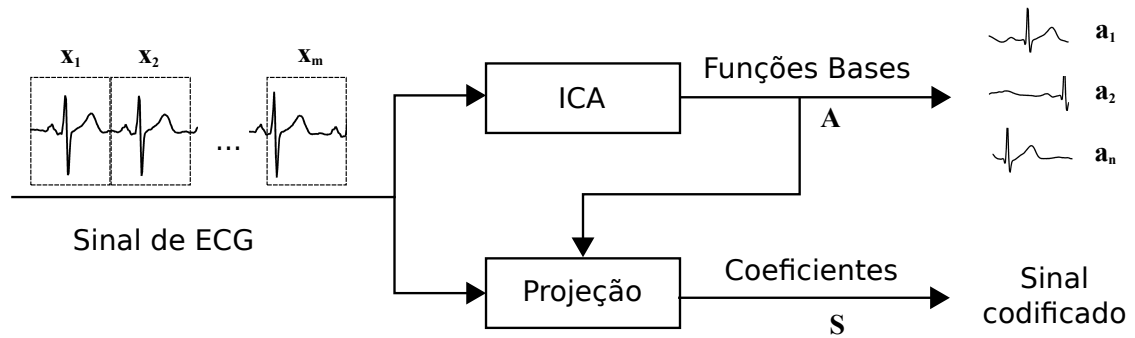 x1
x2
xm
...
Sinal de ECG
ICA
Funções Bases
A
a1
a2
an
Projeção
Coeficientes
S
Sinal
codificado